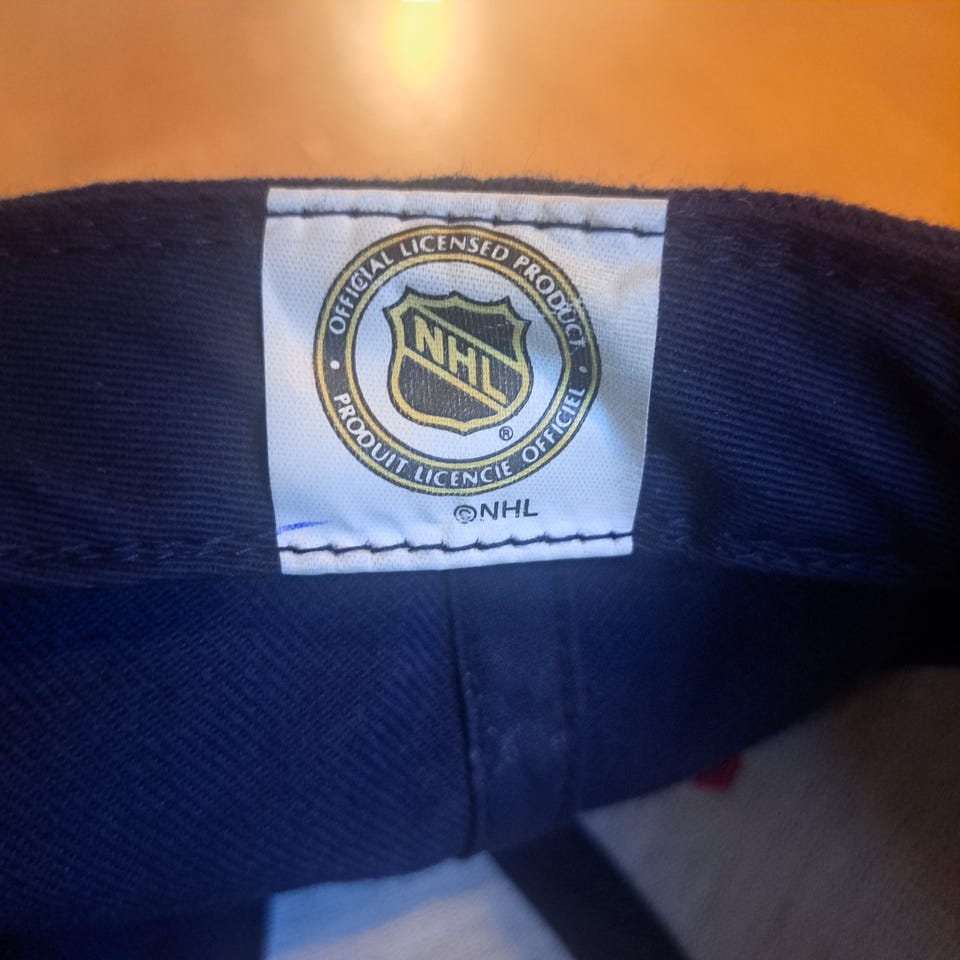 OFFICIAL LICENSED PRODUCT
NHL
®
• PRODUIT LICENCIE OFFICIEL •
©NHL